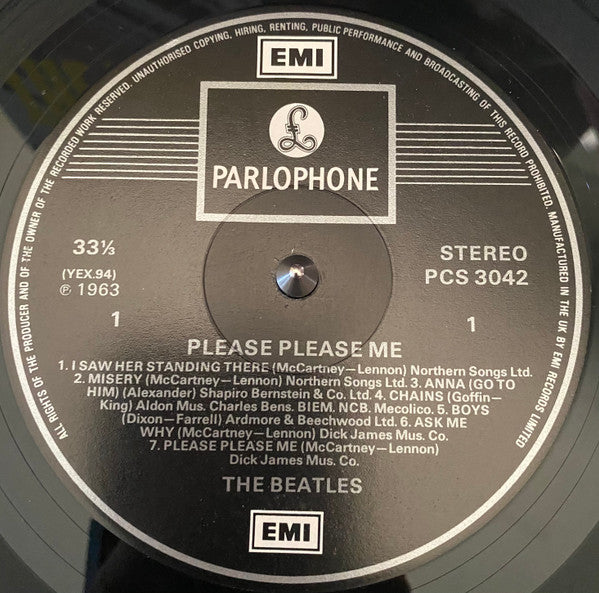 ALL RIGHTS OF THE PRODUCER AND OF THE OWNER OF THE RECORDED WORK RESERVED. UNAUTHORISED COPYING, HIRING, RENTING, PUBLIC PERFORMANCE AND BROADCASTING OF THIS RECORD PROHIBITED. MANUFACTURED IN THE UK BY EMI RECORDS LIMITED
EMI
£
PARLOPHONE
33⅓
STEREO
(YEX.94)
PCS 3042
℗ 1963
1
1
PLEASE PLEASE ME
1. I SAW HER STANDING THERE (McCartney—Lennon) Northern Songs Ltd.
2. MISERY (McCartney—Lennon) Northern Songs Ltd. 3. ANNA (GO TO
HIM) (Alexander) Shapiro Bernstein & Co. Ltd. 4. CHAINS (Goffin—
King) Aldon Mus. Charles Bens. BIEM. NCB. Mecolico. 5. BOYS
(Dixon—Farrell) Ardmore & Beechwood Ltd. 6. ASK ME
WHY (McCartney—Lennon) Dick James Mus. Co.
7. PLEASE PLEASE ME (McCartney—Lennon)
Dick James Mus. Co.
THE BEATLES
EMI